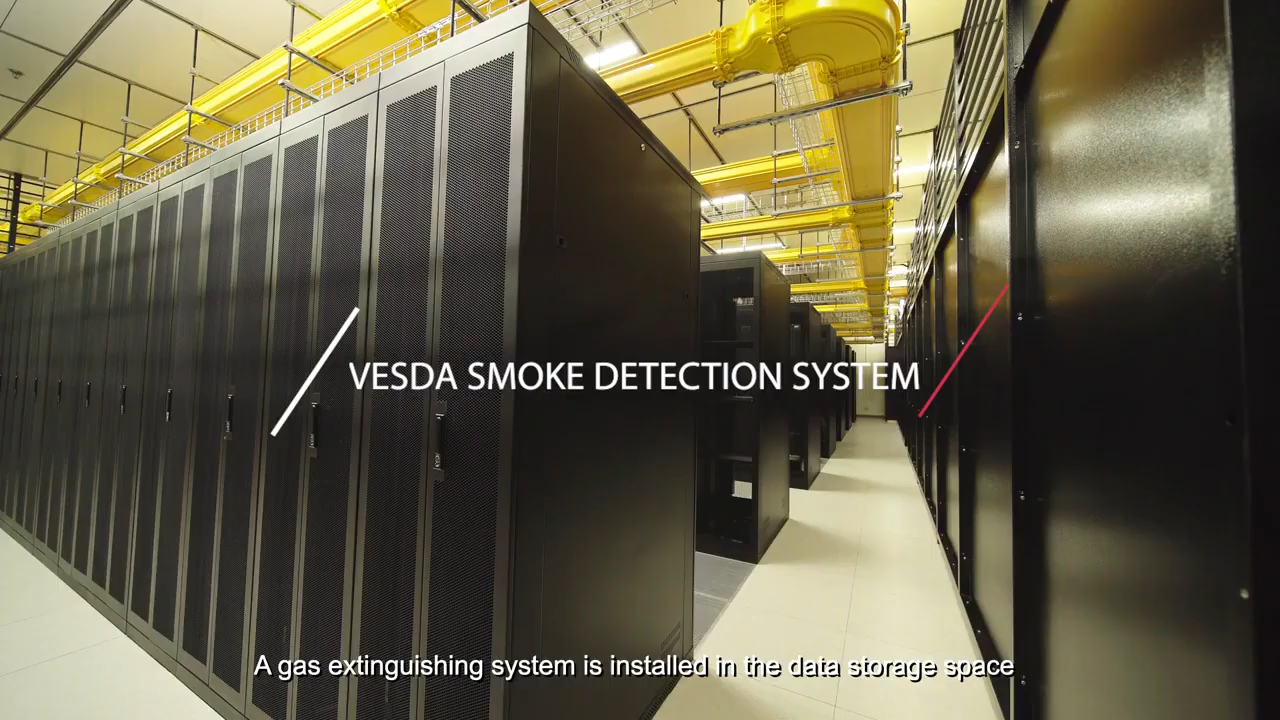 VESDA SMOKE DETECTION SYSTEM
A gas extinguishing system is installed in the data storage space